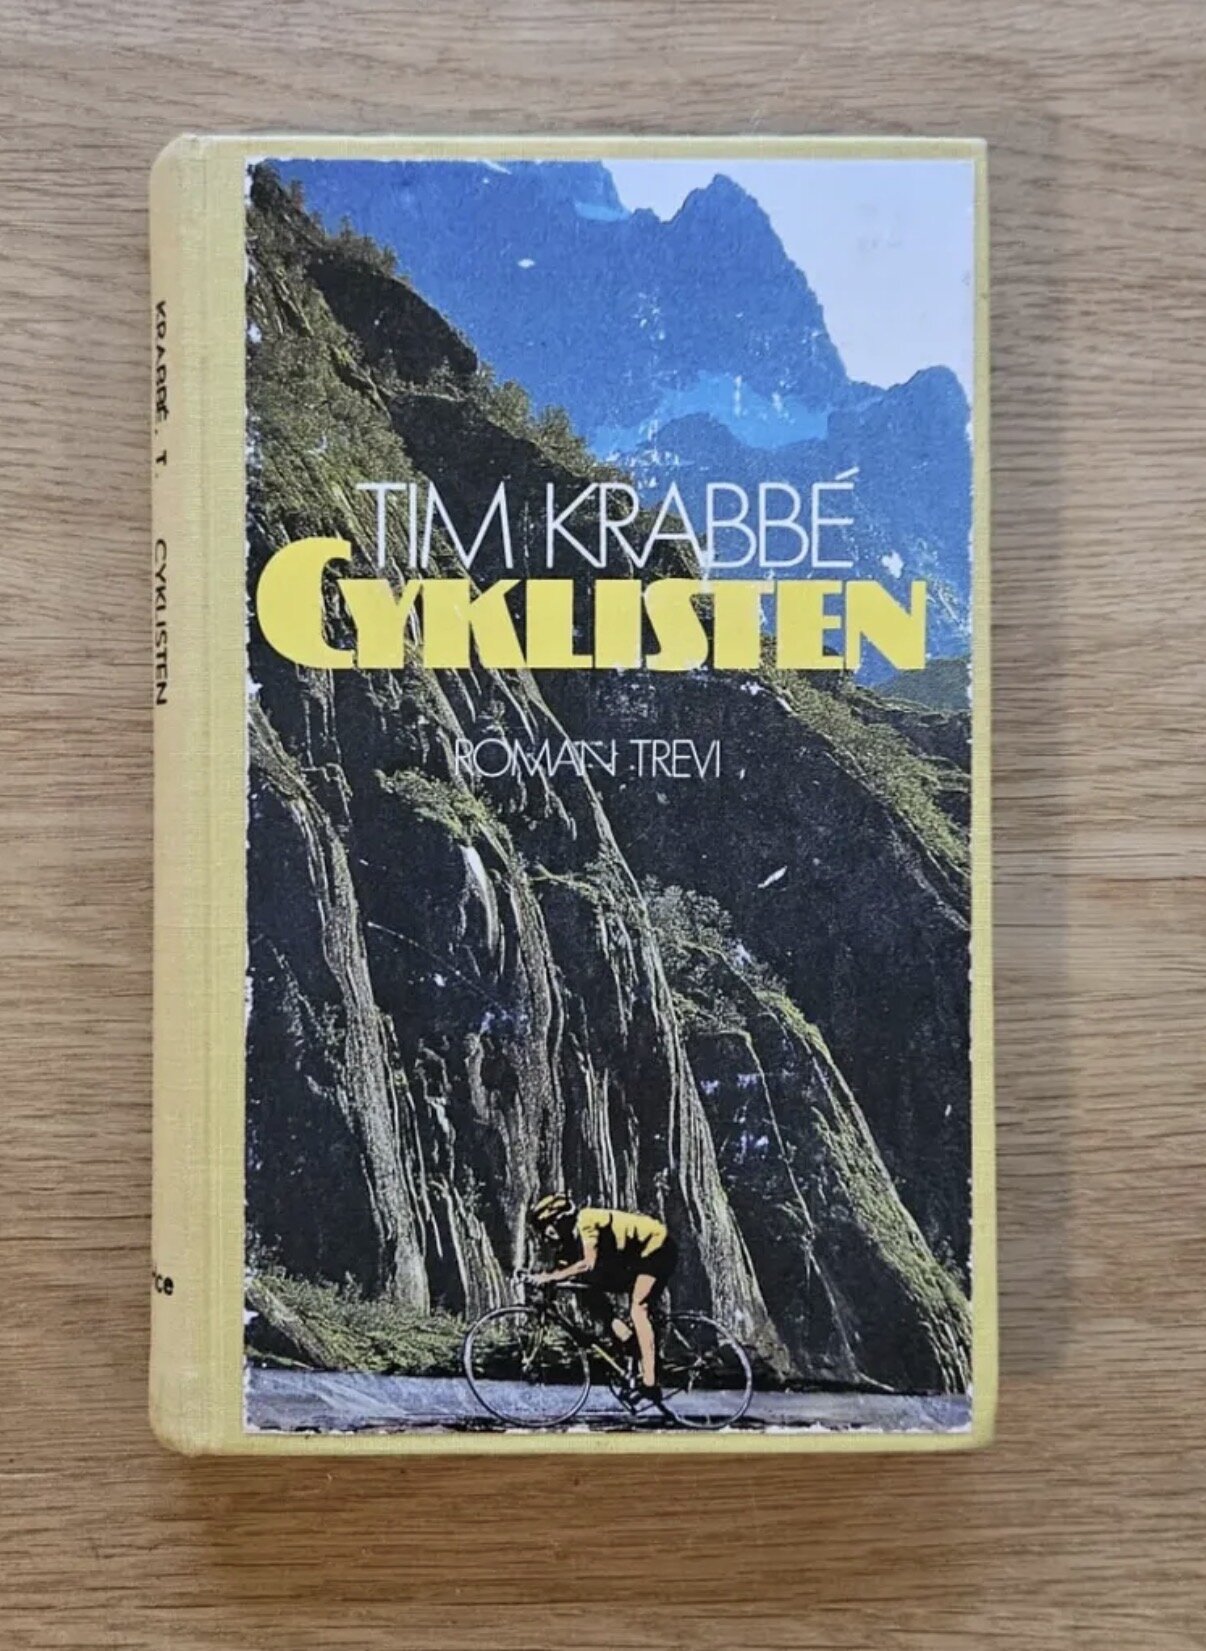 TIM KRABBÉ
CYKLISTEN
ROMAN TREVI
KRABBÉ, T. CYKLISTEN